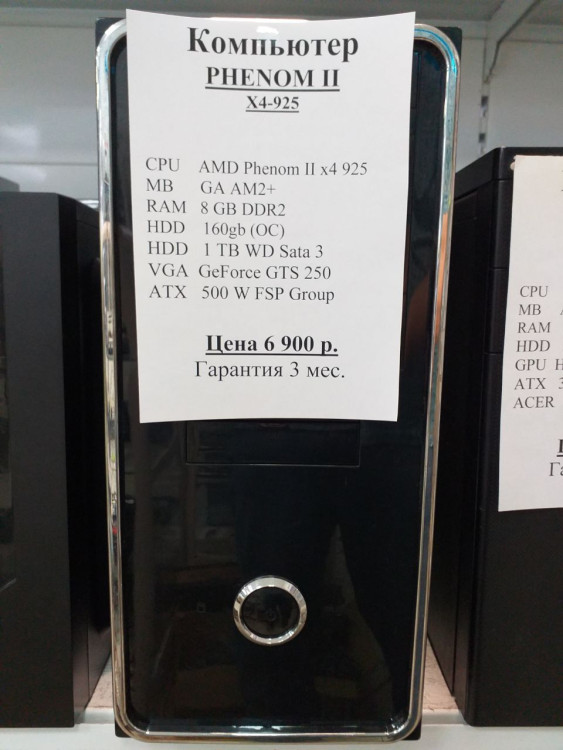 Компьютер
PHENOM II
X4-925
CPU AMD Phenom II x4 925
MB GA AM2+
RAM 8 GB DDR2
HDD 160gb (ОС)
HDD 1 TB WD Sata 3
VGA GeForce GTS 250
ATX 500 W FSP Group
Цена 6 900 р.
Гарантия 3 мес.
CPU
MB
RAM
HDD
GPU
ATX 3
ACER